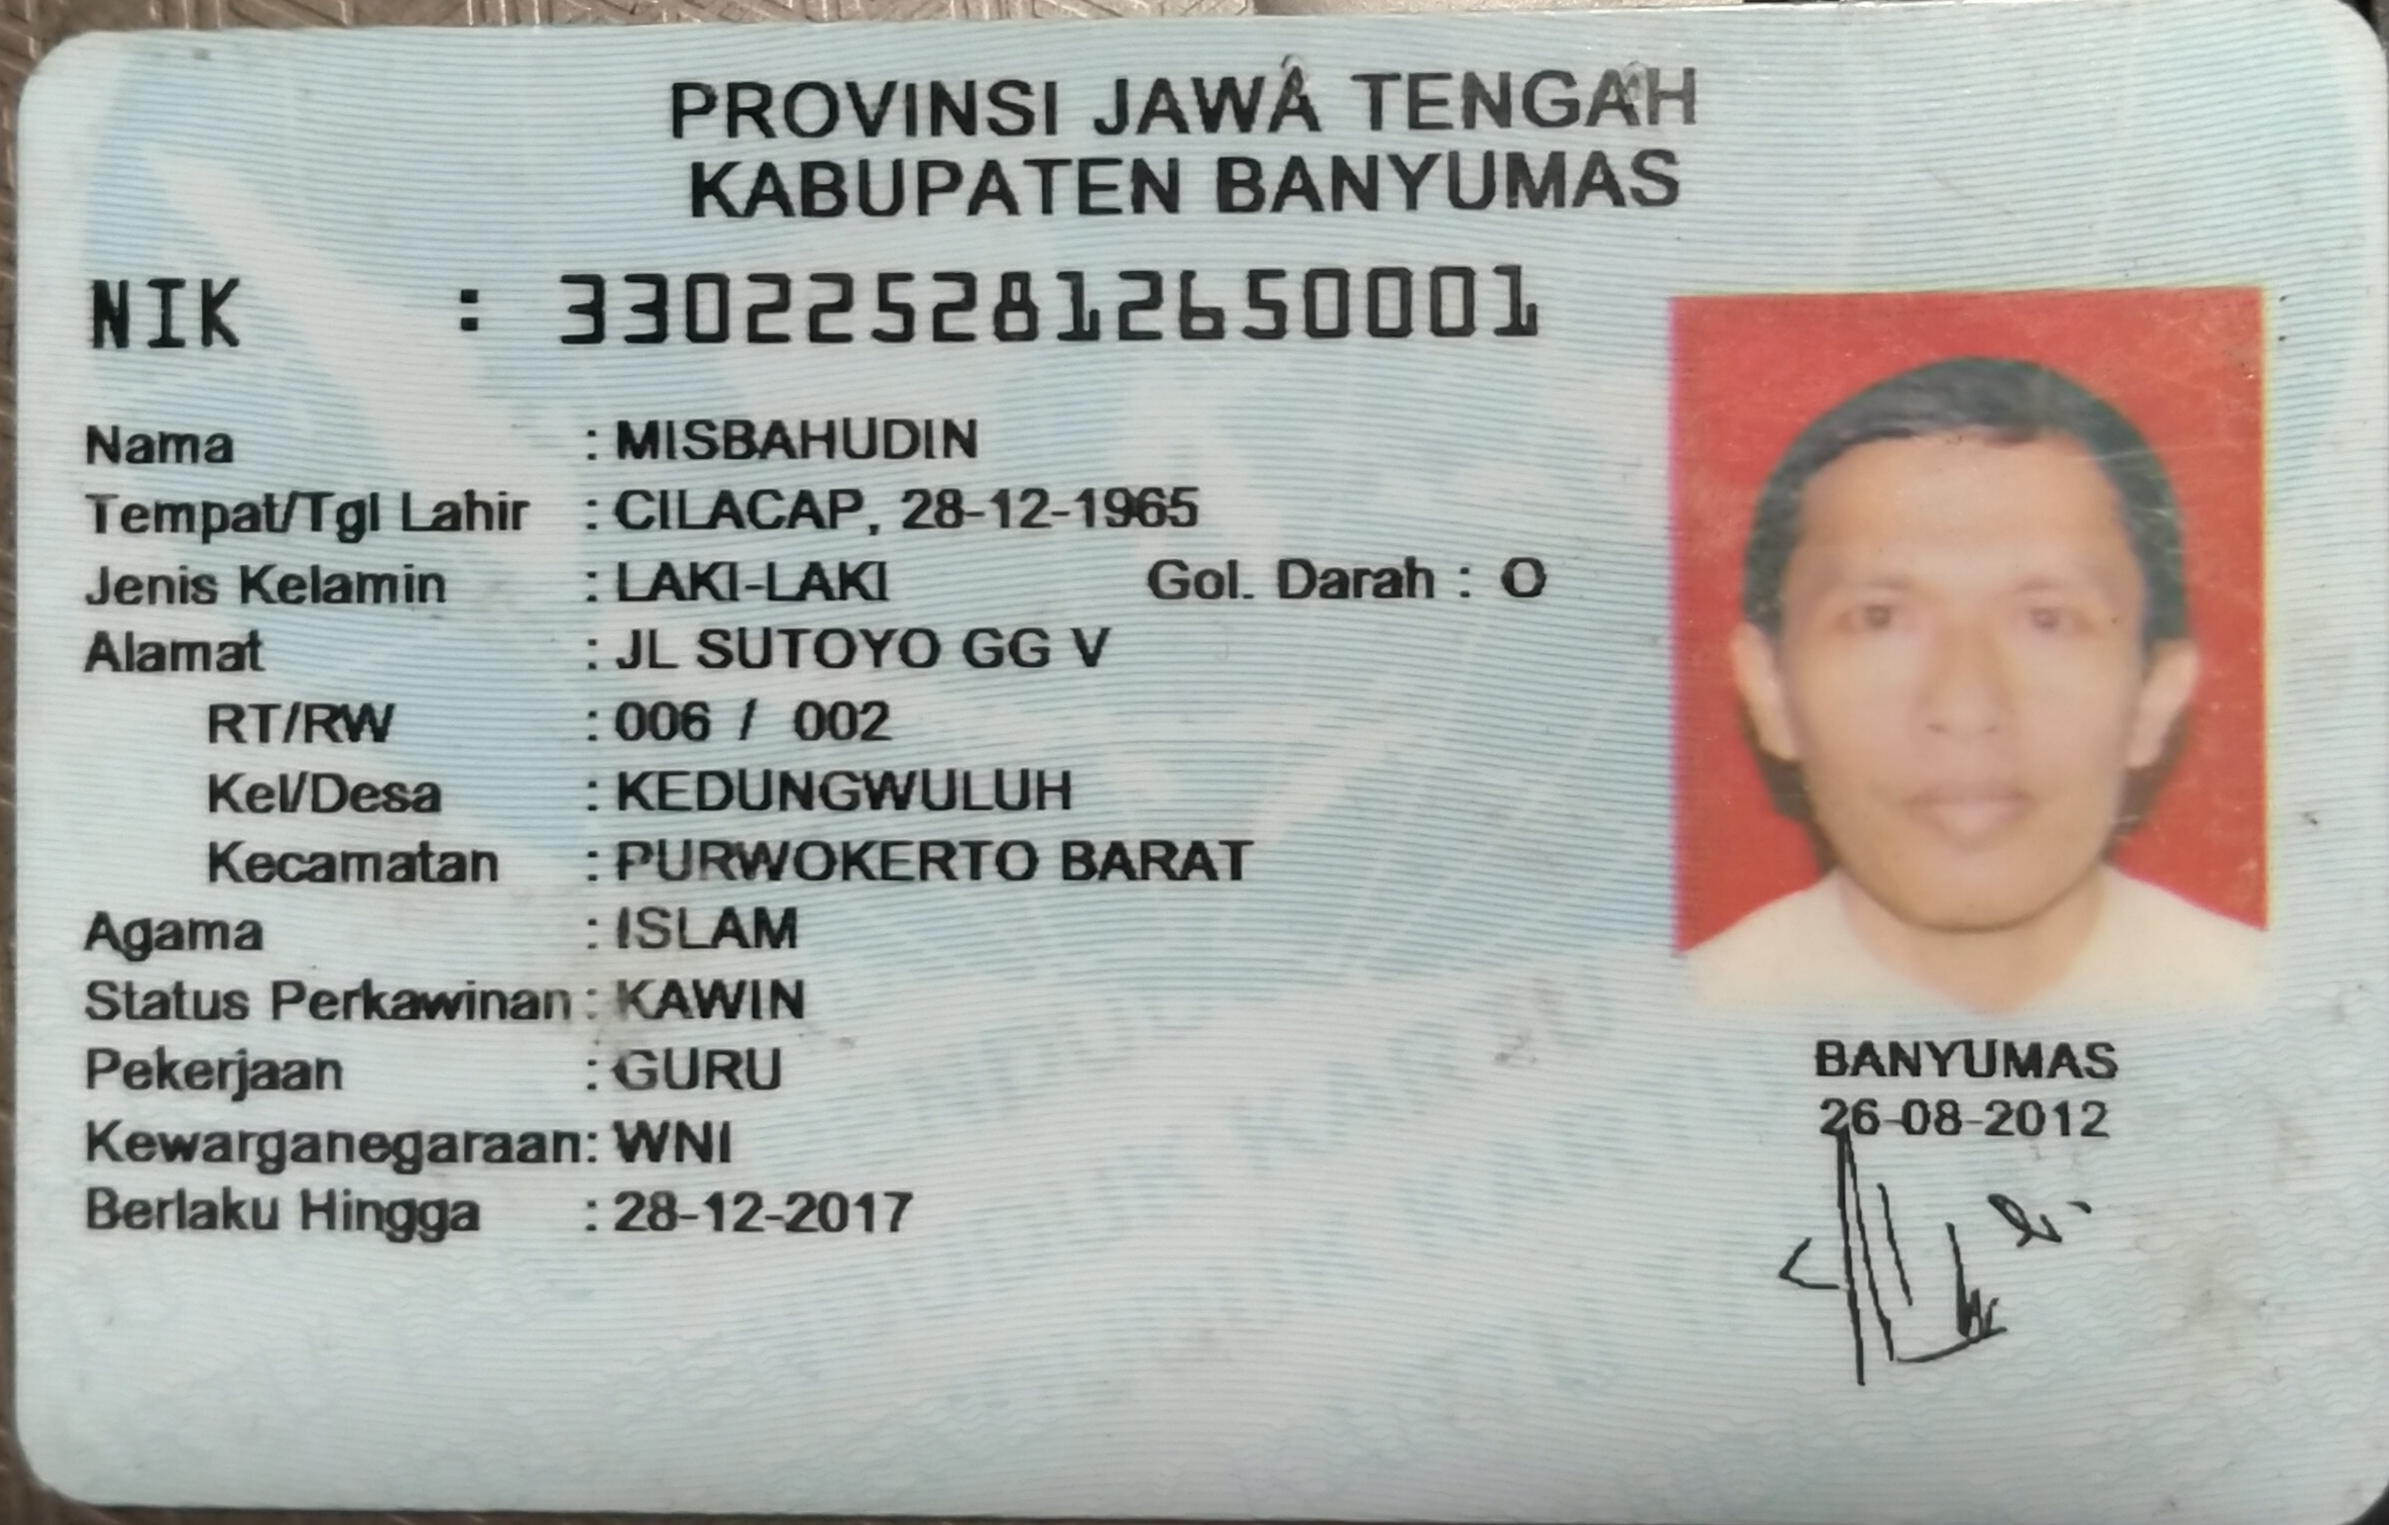 PROVINSI JAWA TENGAH
KABUPATEN BANYUMAS
NIK : 3302252812650001
Nama : MISBAHUDIN
Tempat/Tgl Lahir : CILACAP, 28-12-1965
Jenis Kelamin : LAKI-LAKI Gol. Darah : O
Alamat : JL SUTOYO GG V
RT/RW : 006 / 002
Kel/Desa : KEDUNGWULUH
Kecamatan : PURWOKERTO BARAT
Agama : ISLAM
Status Perkawinan : KAWIN
Pekerjaan : GURU
Kewarganegaraan: WNI
Berlaku Hingga : 28-12-2017
BANYUMAS
26-08-2012